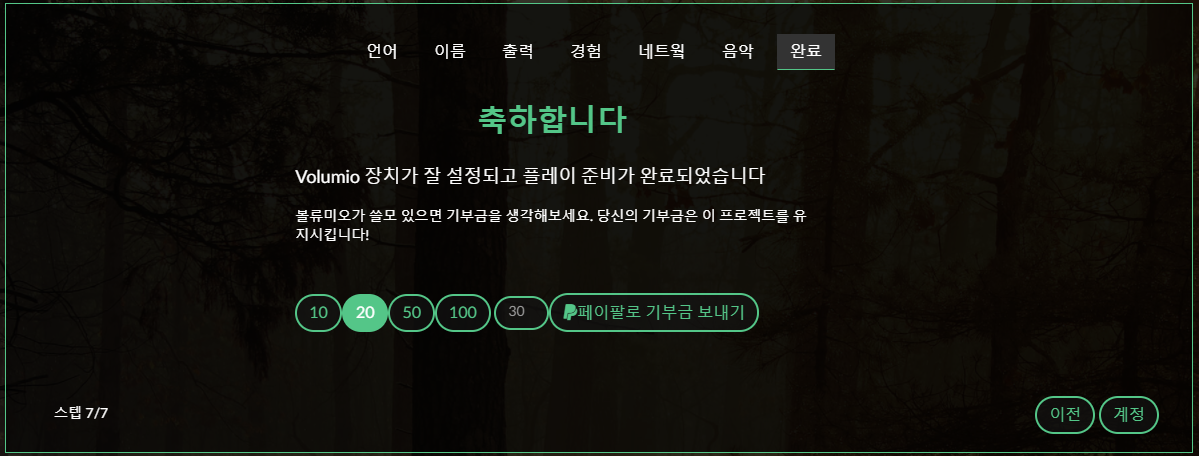 언어 이름 출력 경험 네트웍 음악 완료
축하합니다
Volumio 장치가 잘 설정되고 플레이 준비가 완료되었습니다
볼류미오가 쓸모 있으면 기부금을 생각해보세요. 당신의 기부금은 이 프로젝트를 유
지시킵니다!
10 20 50 100 30 페이팔로 기부금 보내기
스텝 7/7 이전 계정